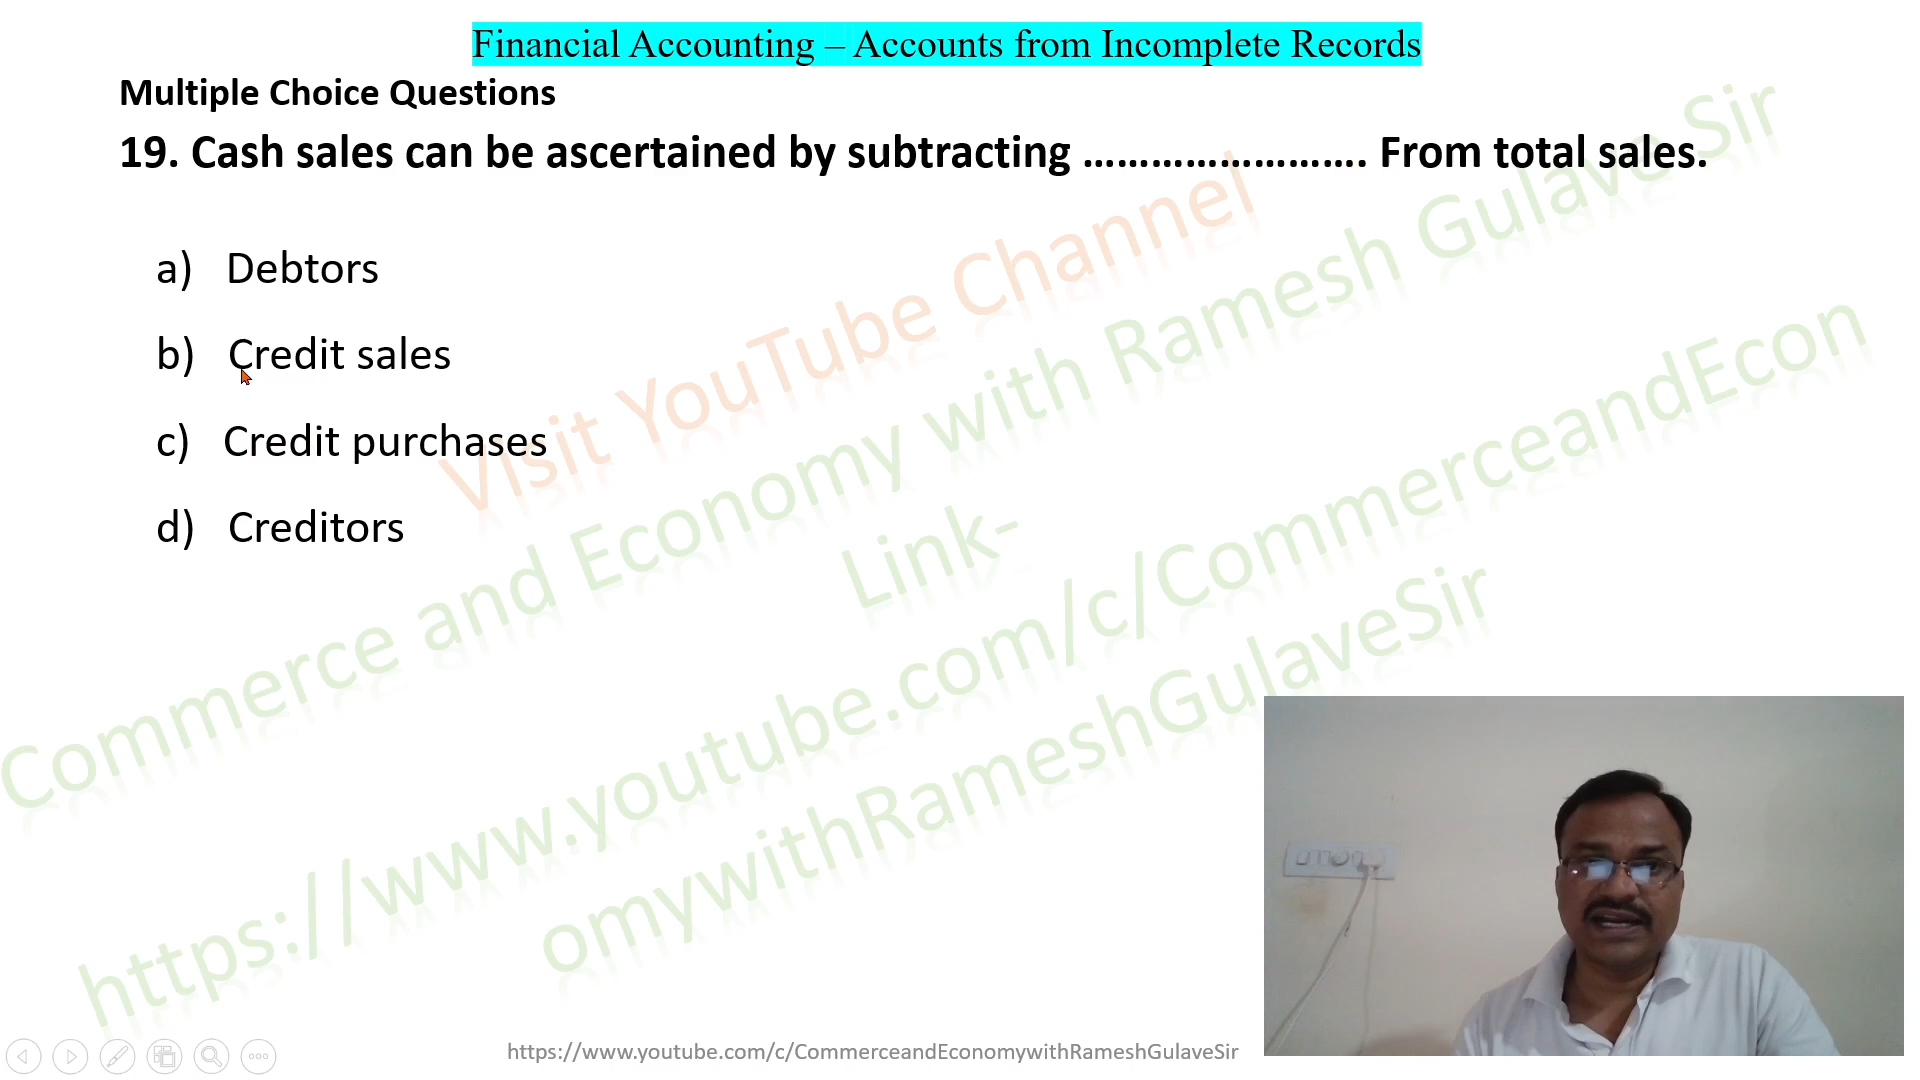 Financial Accounting – Accounts from Incomplete Records
Multiple Choice Questions
19. Cash sales can be ascertained by subtracting ……………………. From total sales.
a) Debtors
b) Credit sales
c) Credit purchases
d) Creditors
Visit YouTube Channel
Commerce and Economy with Ramesh Gulave Sir
Link-
https://www.youtube.com/c/CommerceandEcon
omywithRameshGulaveSir
https://www.youtube.com/c/CommerceandEconomywithRameshGulaveSir